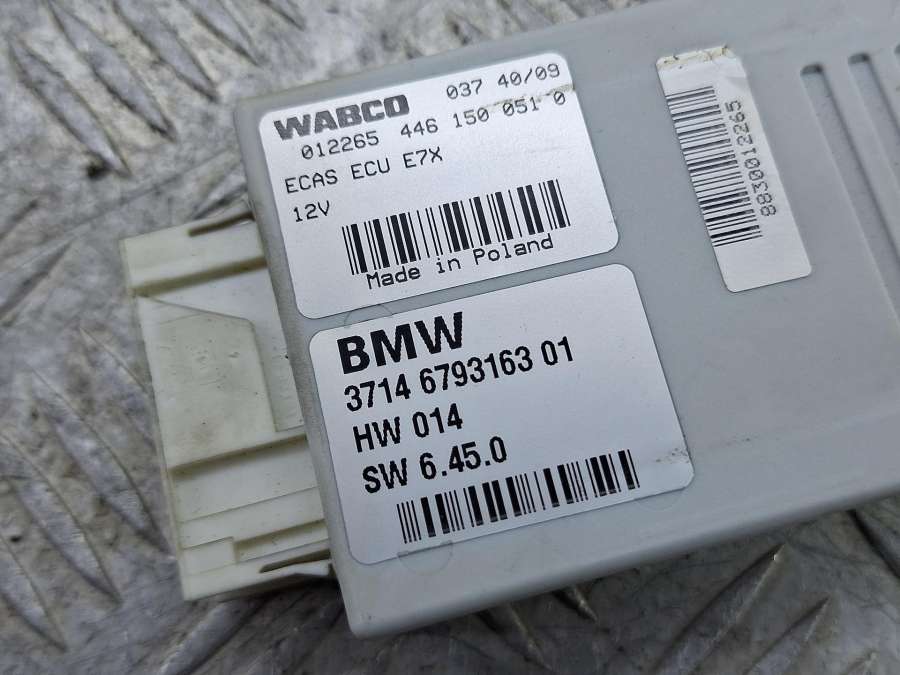 WABCO 037 40/09
012265 446 150 051 0
ECAS ECU E7X
12V
Made in Poland
BMW
3714 6793163 01
HW 014
SW 6.45.0
8830012265